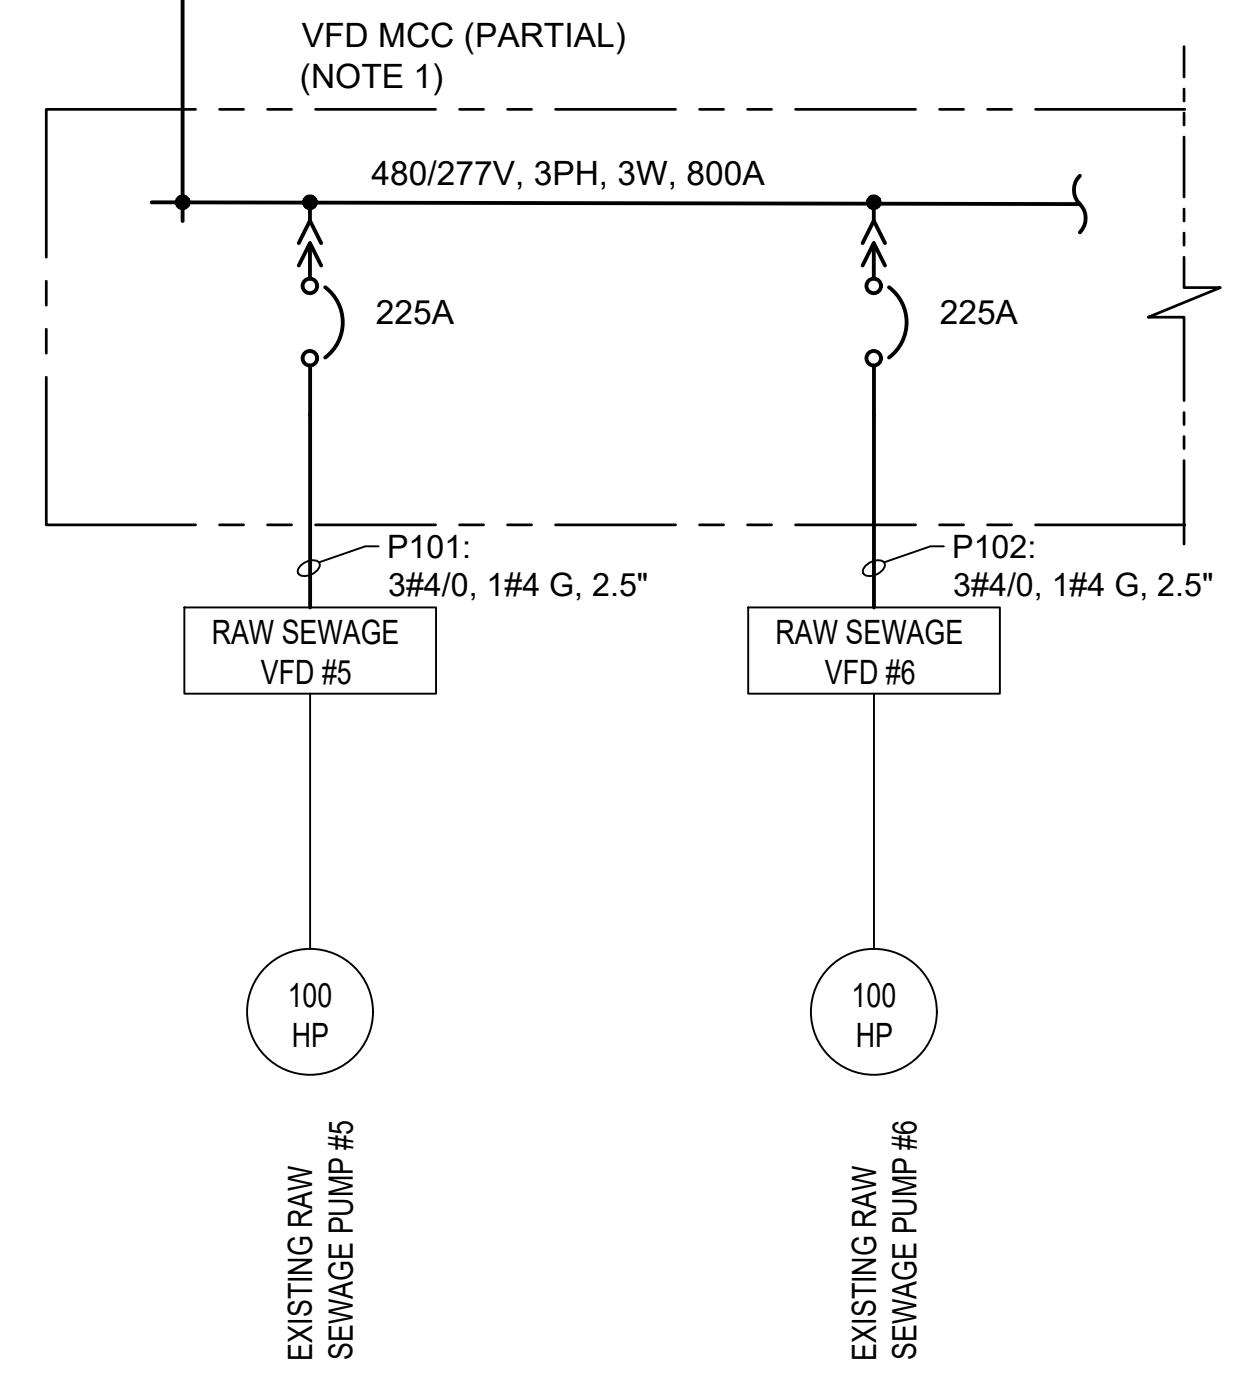 VFD MCC (PARTIAL)
(NOTE 1)
480/277V, 3PH, 3W, 800A
225A
225A
P101:
3#4/0, 1#4 G, 2.5"
P102:
3#4/0, 1#4 G, 2.5"
RAW SEWAGE
VFD #5
RAW SEWAGE
VFD #6
100
HP
100
HP
EXISTING RAW
SEWAGE PUMP #5
EXISTING RAW
SEWAGE PUMP #6